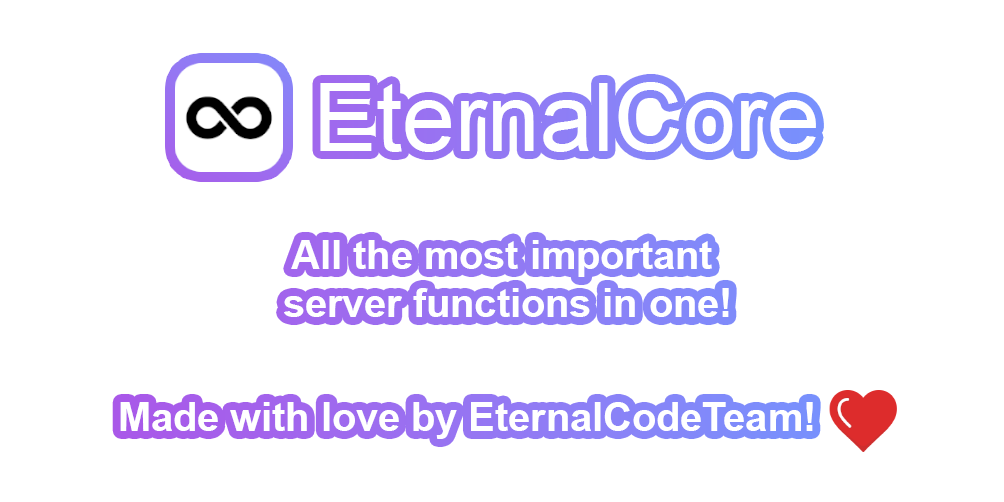 EternalCore
All the most important
server functions in one!
Made with love by EternalCodeTeam!